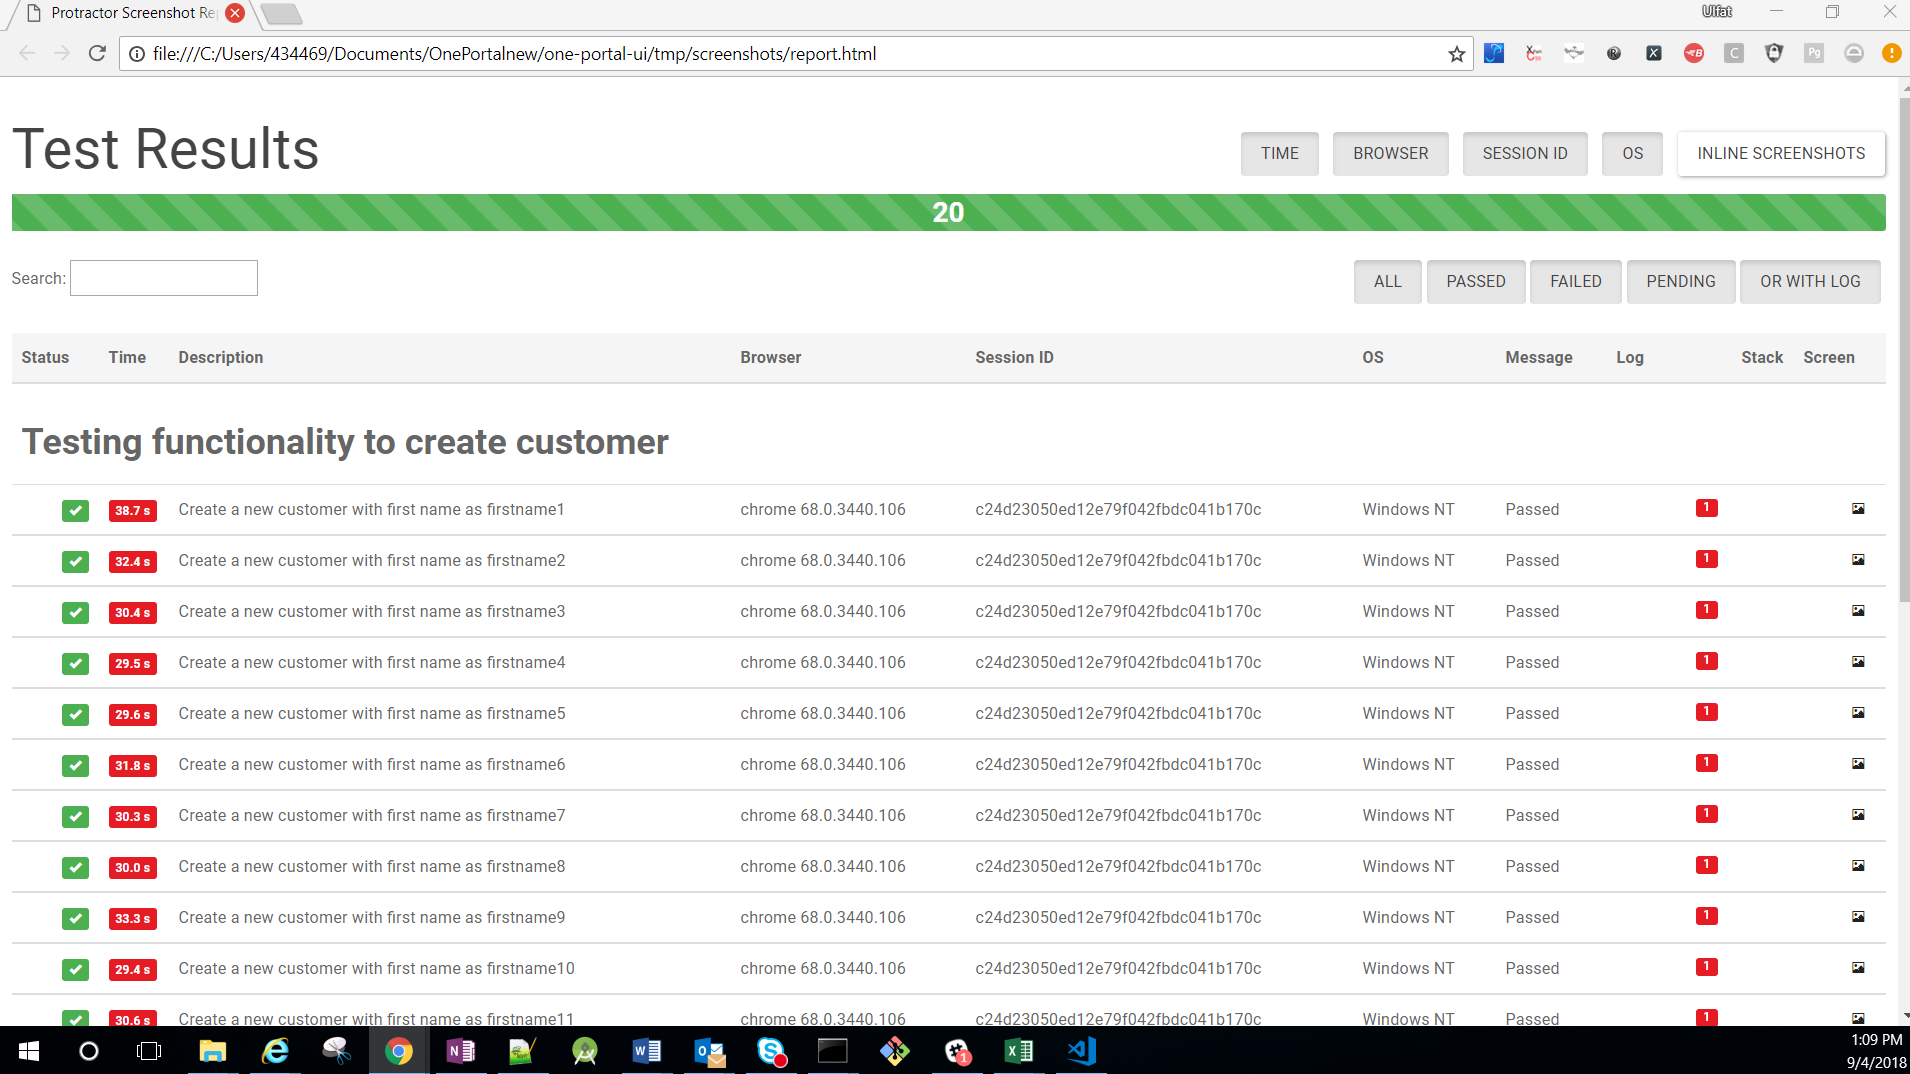 Protractor Screenshot Re
Ulfat
file:///C:/Users/434469/Documents/OnePortalnew/one-portal-ui/tmp/screenshots/report.html
Test Results
TIME BROWSER SESSION ID OS INLINE SCREENSHOTS
20
Search:
ALL PASSED FAILED PENDING OR WITH LOG
Status Time Description Browser Session ID OS Message Log Stack Screen
Testing functionality to create customer
38.7 s Create a new customer with first name as firstname1 chrome 68.0.3440.106 c24d23050ed12e79f042fbdc041b170c Windows NT Passed 1
32.4 s Create a new customer with first name as firstname2 chrome 68.0.3440.106 c24d23050ed12e79f042fbdc041b170c Windows NT Passed 1
30.4 s Create a new customer with first name as firstname3 chrome 68.0.3440.106 c24d23050ed12e79f042fbdc041b170c Windows NT Passed 1
29.5 s Create a new customer with first name as firstname4 chrome 68.0.3440.106 c24d23050ed12e79f042fbdc041b170c Windows NT Passed 1
29.6 s Create a new customer with first name as firstname5 chrome 68.0.3440.106 c24d23050ed12e79f042fbdc041b170c Windows NT Passed 1
31.8 s Create a new customer with first name as firstname6 chrome 68.0.3440.106 c24d23050ed12e79f042fbdc041b170c Windows NT Passed 1
30.3 s Create a new customer with first name as firstname7 chrome 68.0.3440.106 c24d23050ed12e79f042fbdc041b170c Windows NT Passed 1
30.0 s Create a new customer with first name as firstname8 chrome 68.0.3440.106 c24d23050ed12e79f042fbdc041b170c Windows NT Passed 1
33.3 s Create a new customer with first name as firstname9 chrome 68.0.3440.106 c24d23050ed12e79f042fbdc041b170c Windows NT Passed 1
29.4 s Create a new customer with first name as firstname10 chrome 68.0.3440.106 c24d23050ed12e79f042fbdc041b170c Windows NT Passed 1
30.6 s Create a new customer with first name as firstname11 chrome 68.0.3440.106 c24d23050ed12e79f042fbdc041b170c Windows NT Passed 1
1:09 PM
9/4/2018